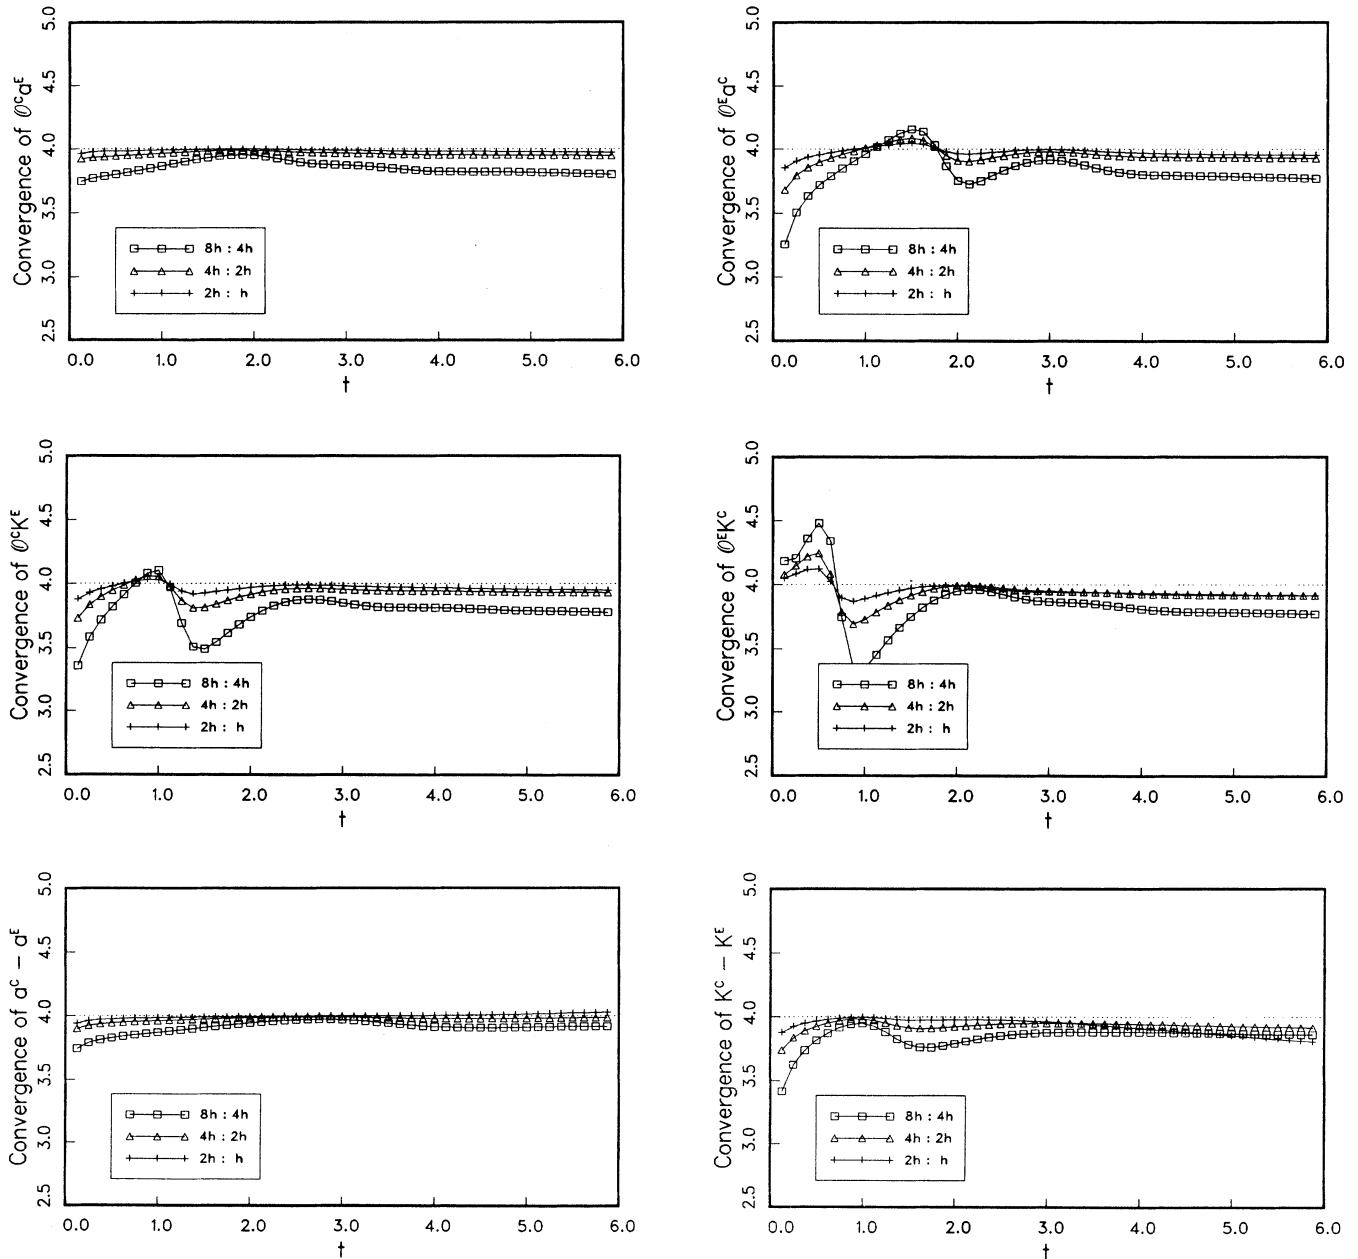 Convergence of 𝒪ᶜaᴱ
5.0
4.5
4.0
3.5
3.0
2.5
8h : 4h
4h : 2h
2h : h
0.0 1.0 2.0 3.0 4.0 5.0 6.0
t
Convergence of 𝒪ᴱaᶜ
5.0
4.5
4.0
3.5
3.0
2.5
8h : 4h
4h : 2h
2h : h
0.0 1.0 2.0 3.0 4.0 5.0 6.0
t
Convergence of 𝒪ᶜKᴱ
5.0
4.5
4.0
3.5
3.0
2.5
8h : 4h
4h : 2h
2h : h
0.0 1.0 2.0 3.0 4.0 5.0 6.0
t
Convergence of 𝒪ᴱKᶜ
5.0
4.5
4.0
3.5
3.0
2.5
8h : 4h
4h : 2h
2h : h
0.0 1.0 2.0 3.0 4.0 5.0 6.0
t
Convergence of aᶜ − aᴱ
5.0
4.5
4.0
3.5
3.0
2.5
8h : 4h
4h : 2h
2h : h
0.0 1.0 2.0 3.0 4.0 5.0 6.0
t
Convergence of Kᶜ − Kᴱ
5.0
4.5
4.0
3.5
3.0
2.5
8h : 4h
4h : 2h
2h : h
0.0 1.0 2.0 3.0 4.0 5.0 6.0
t